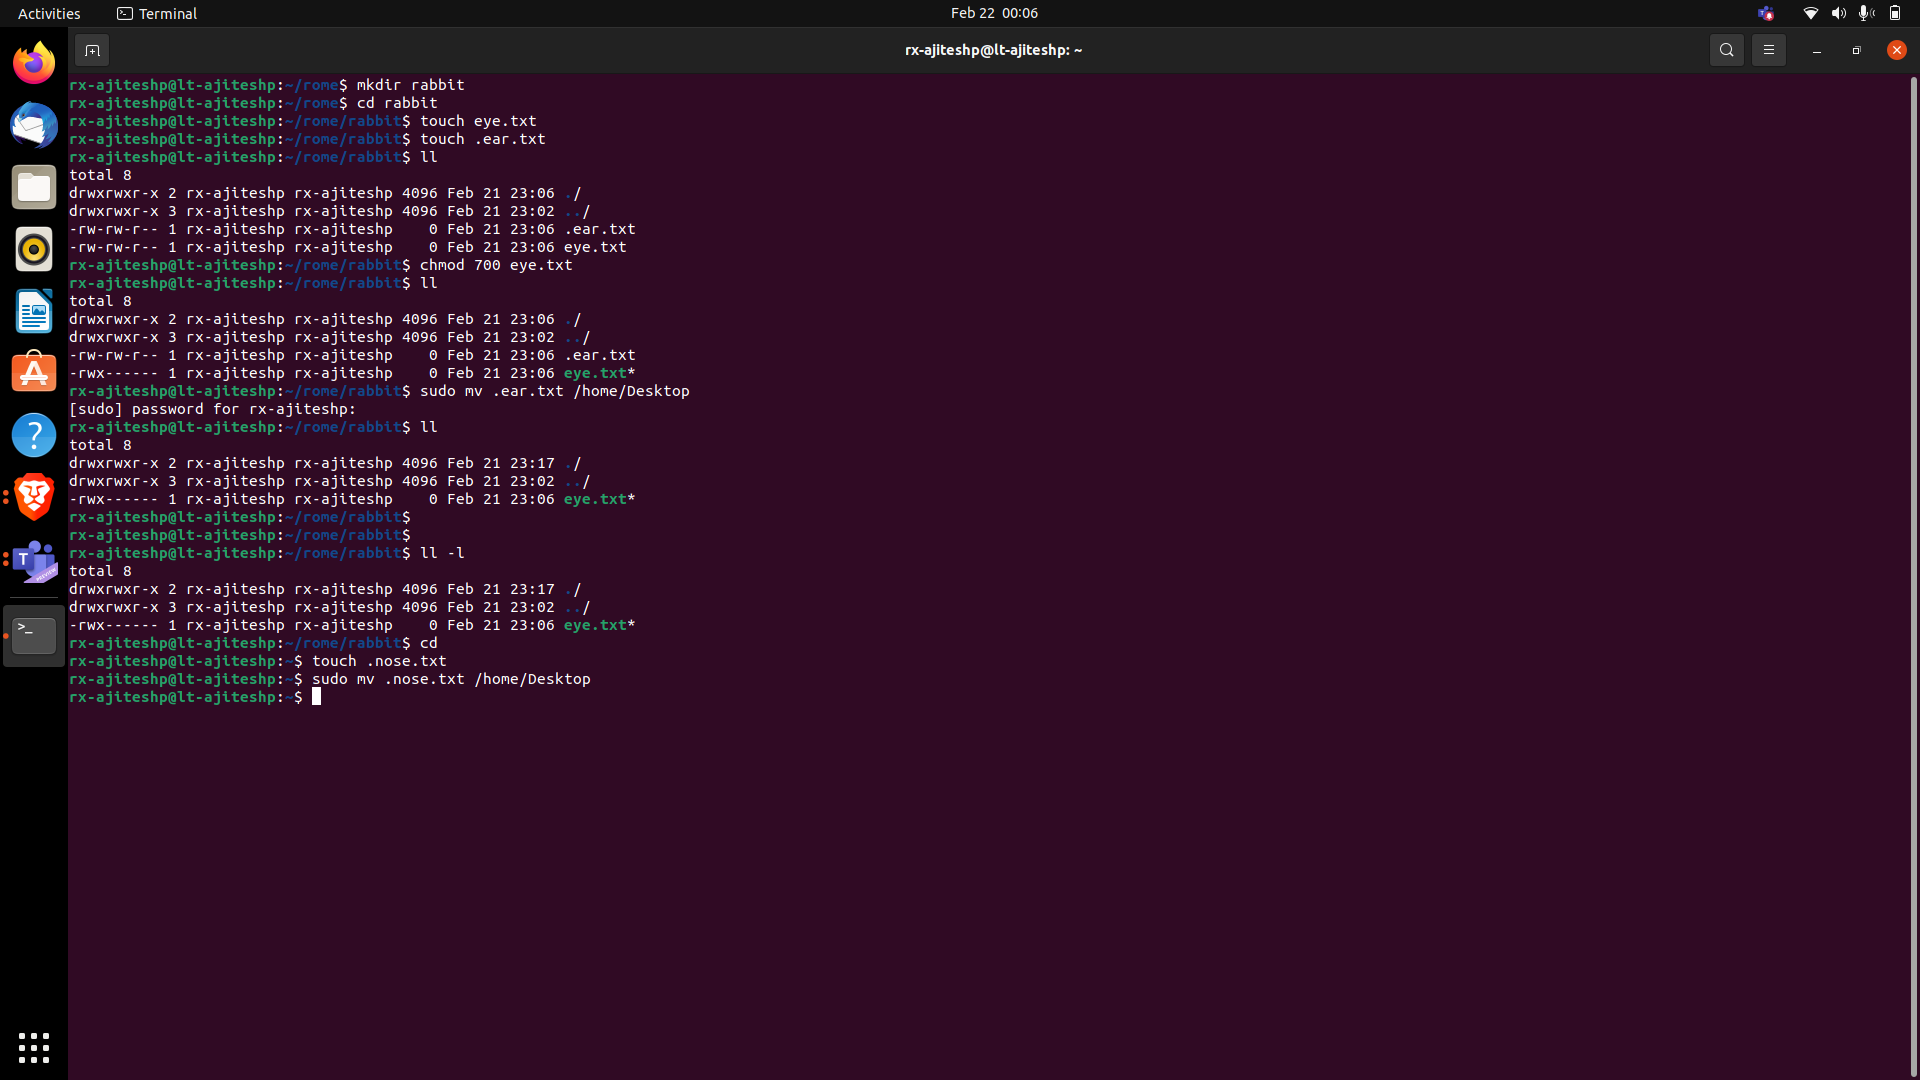 Activities Terminal Feb 22 00:06
rx-ajiteshp@lt-ajiteshp: ~
rx-ajiteshp@lt-ajiteshp:~/rome$ mkdir rabbit
rx-ajiteshp@lt-ajiteshp:~/rome$ cd rabbit
rx-ajiteshp@lt-ajiteshp:~/rome/rabbit$ touch eye.txt
rx-ajiteshp@lt-ajiteshp:~/rome/rabbit$ touch .ear.txt
rx-ajiteshp@lt-ajiteshp:~/rome/rabbit$ ll
total 8
drwxrwxr-x 2 rx-ajiteshp rx-ajiteshp 4096 Feb 21 23:06 ./
drwxrwxr-x 3 rx-ajiteshp rx-ajiteshp 4096 Feb 21 23:02 ../
-rw-rw-r-- 1 rx-ajiteshp rx-ajiteshp    0 Feb 21 23:06 .ear.txt
-rw-rw-r-- 1 rx-ajiteshp rx-ajiteshp    0 Feb 21 23:06 eye.txt
rx-ajiteshp@lt-ajiteshp:~/rome/rabbit$ chmod 700 eye.txt
rx-ajiteshp@lt-ajiteshp:~/rome/rabbit$ ll
total 8
drwxrwxr-x 2 rx-ajiteshp rx-ajiteshp 4096 Feb 21 23:06 ./
drwxrwxr-x 3 rx-ajiteshp rx-ajiteshp 4096 Feb 21 23:02 ../
-rw-rw-r-- 1 rx-ajiteshp rx-ajiteshp    0 Feb 21 23:06 .ear.txt
-rwx------ 1 rx-ajiteshp rx-ajiteshp    0 Feb 21 23:06 eye.txt*
rx-ajiteshp@lt-ajiteshp:~/rome/rabbit$ sudo mv .ear.txt /home/Desktop
[sudo] password for rx-ajiteshp:
rx-ajiteshp@lt-ajiteshp:~/rome/rabbit$ ll
total 8
drwxrwxr-x 2 rx-ajiteshp rx-ajiteshp 4096 Feb 21 23:17 ./
drwxrwxr-x 3 rx-ajiteshp rx-ajiteshp 4096 Feb 21 23:02 ../
-rwx------ 1 rx-ajiteshp rx-ajiteshp    0 Feb 21 23:06 eye.txt*
rx-ajiteshp@lt-ajiteshp:~/rome/rabbit$
rx-ajiteshp@lt-ajiteshp:~/rome/rabbit$
rx-ajiteshp@lt-ajiteshp:~/rome/rabbit$ ll -l
total 8
drwxrwxr-x 2 rx-ajiteshp rx-ajiteshp 4096 Feb 21 23:17 ./
drwxrwxr-x 3 rx-ajiteshp rx-ajiteshp 4096 Feb 21 23:02 ../
-rwx------ 1 rx-ajiteshp rx-ajiteshp    0 Feb 21 23:06 eye.txt*
rx-ajiteshp@lt-ajiteshp:~/rome/rabbit$ cd
rx-ajiteshp@lt-ajiteshp:~$ touch .nose.txt
rx-ajiteshp@lt-ajiteshp:~$ sudo mv .nose.txt /home/Desktop
rx-ajiteshp@lt-ajiteshp:~$